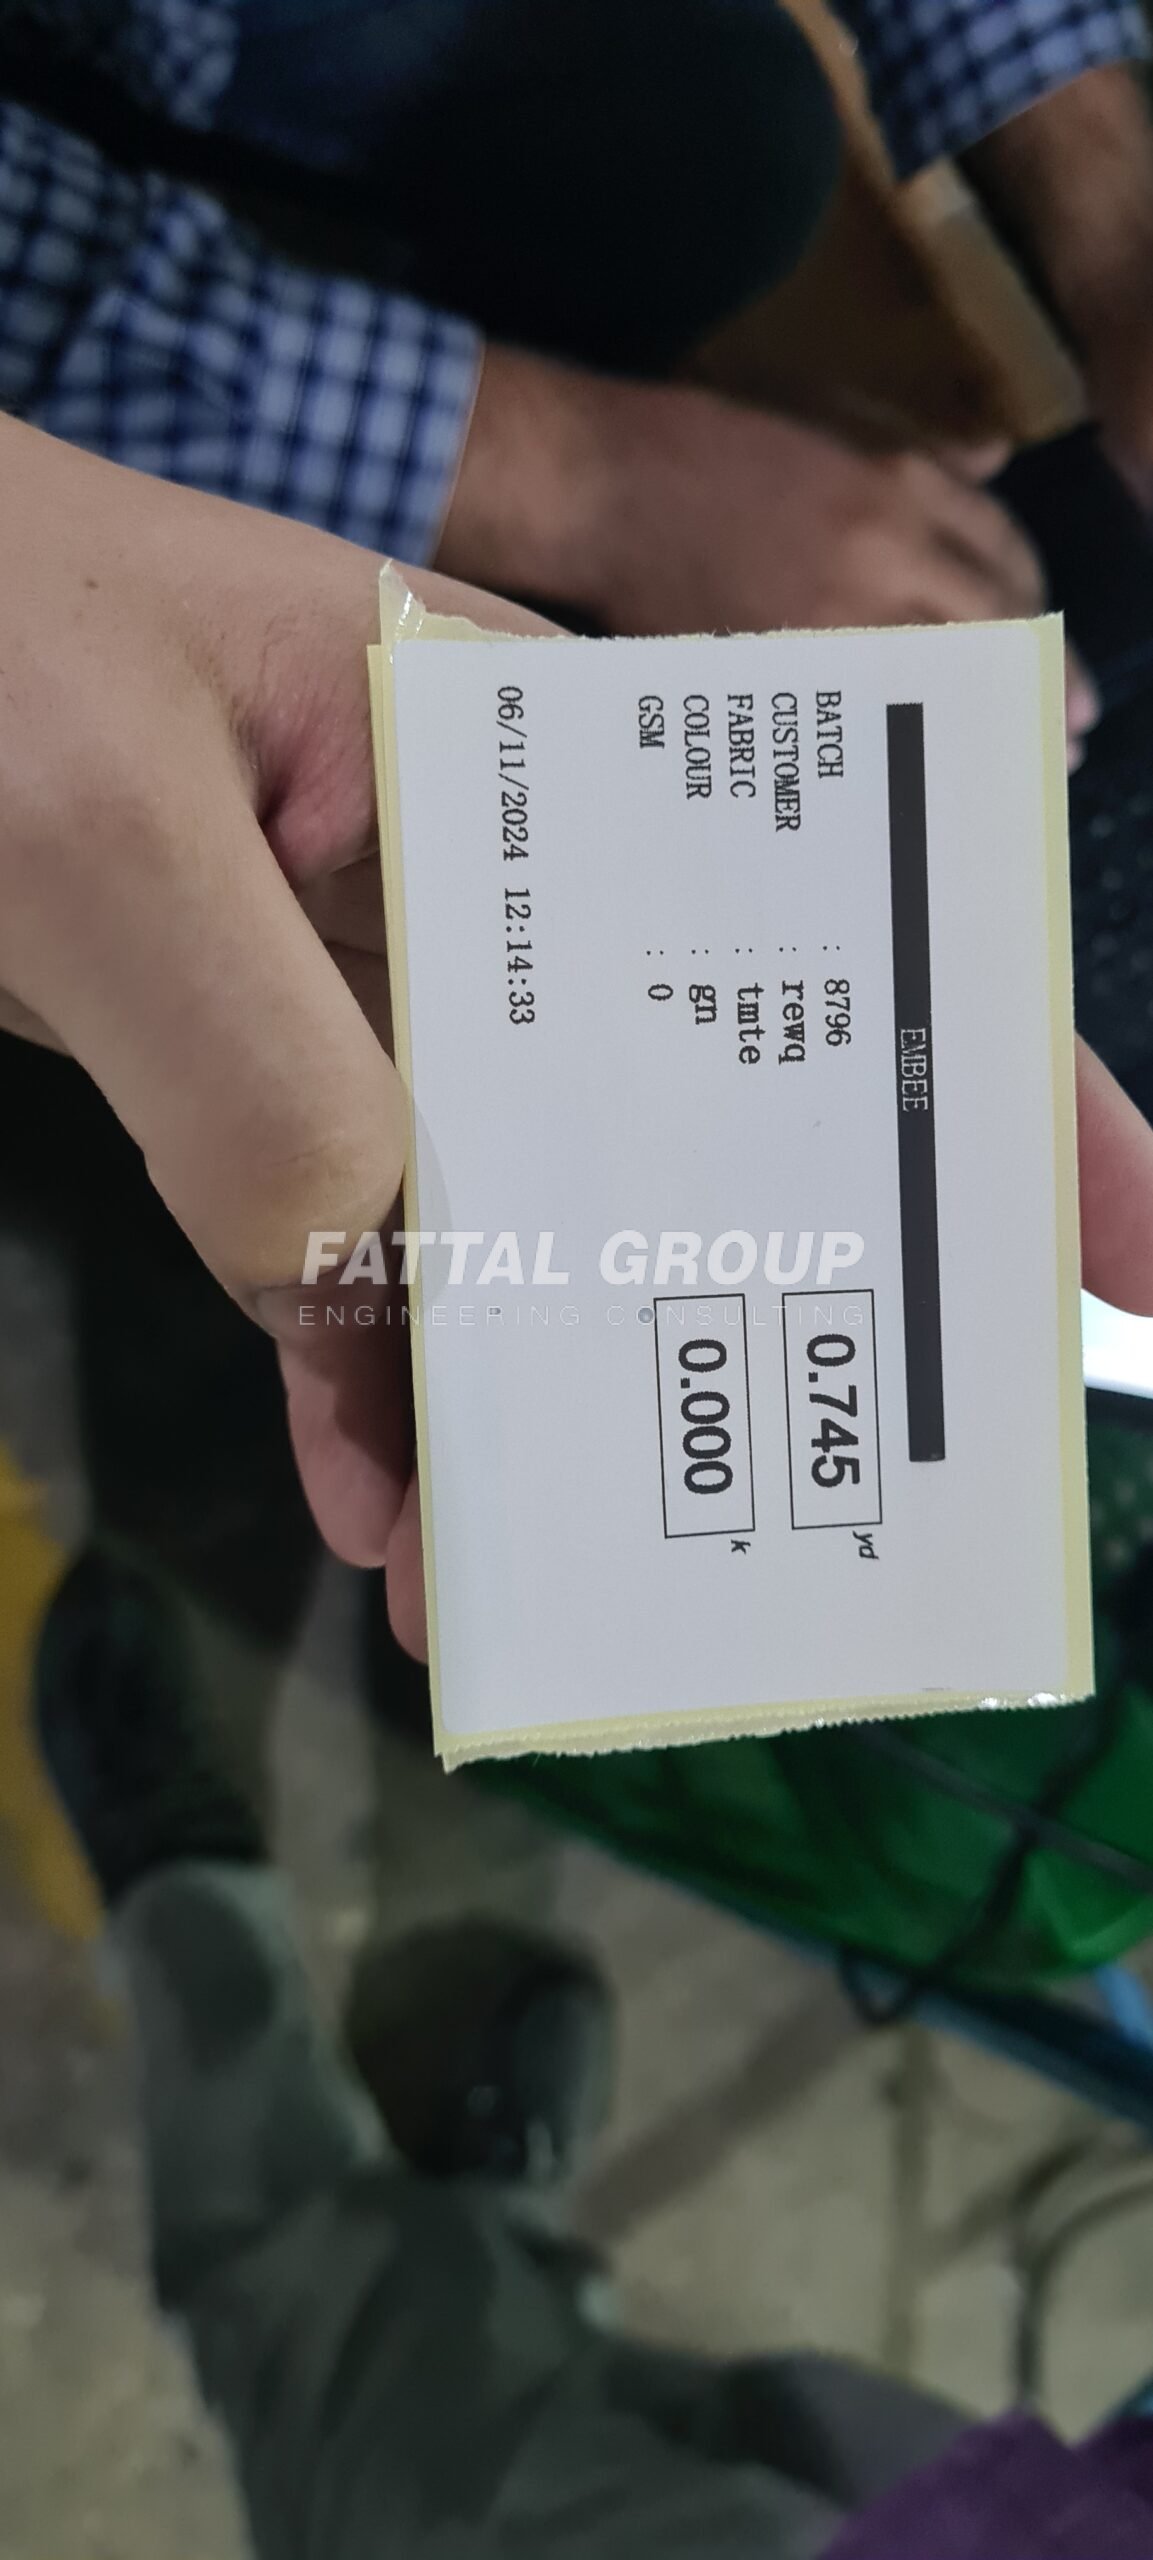 EMBEE
BATCH : 8796
CUSTOMER : rewq
FABRIC : tmte
COLOUR : gn
GSM : 0
0.745 yd
0.000 k
06/11/2024 12:14:33
FATTAL GROUP
ENGINEERING CONSULTING